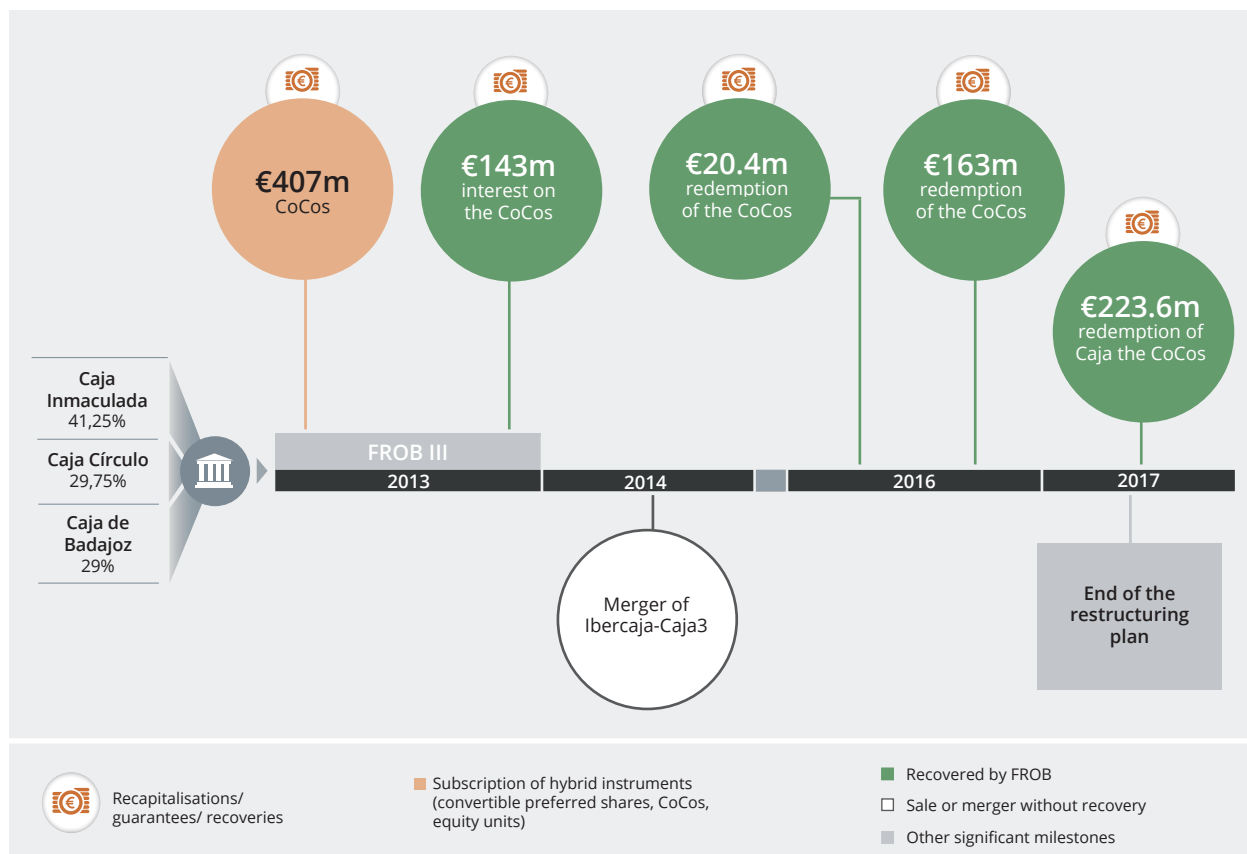 €407m
CoCos
€143m
interest on
the CoCos
€20.4m
redemption
of the CoCos
€163m
redemption
of the CoCos
€223.6m
redemption of
Caja the CoCos
Caja
Inmaculada
41,25%
Caja Círculo
29,75%
Caja de
Badajoz
29%
FROB III
2013
2014
2016
2017
Merger of
Ibercaja-Caja3
End of the
restructuring
plan
Recapitalisations/
guarantees/ recoveries
Subscription of hybrid instruments
(convertible preferred shares, CoCos,
equity units)
Recovered by FROB
Sale or merger without recovery
Other significant milestones